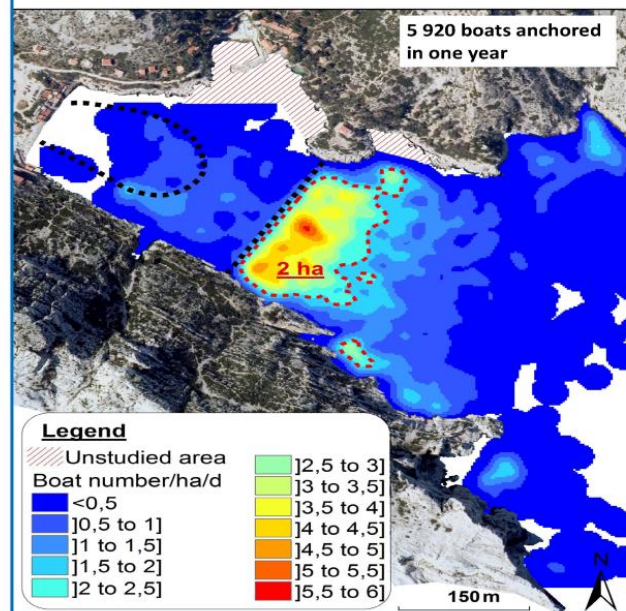 5 920 boats anchored
in one year
2 ha
Legend
Unstudied area
Boat number/ha/d
<0,5
]0,5 to 1]
]1 to 1,5]
]1,5 to 2]
]2 to 2,5]
]2,5 to 3]
]3 to 3,5]
]3,5 to 4]
]4 to 4,5]
]4,5 to 5]
]5 to 5,5]
]5,5 to 6]
N
150 m